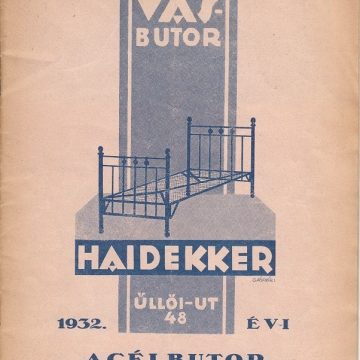 VAS-
BUTOR
HAIDEKKER
ÜLLŐI-UT
48
1932. ÉVI
ACÉLBUTOR